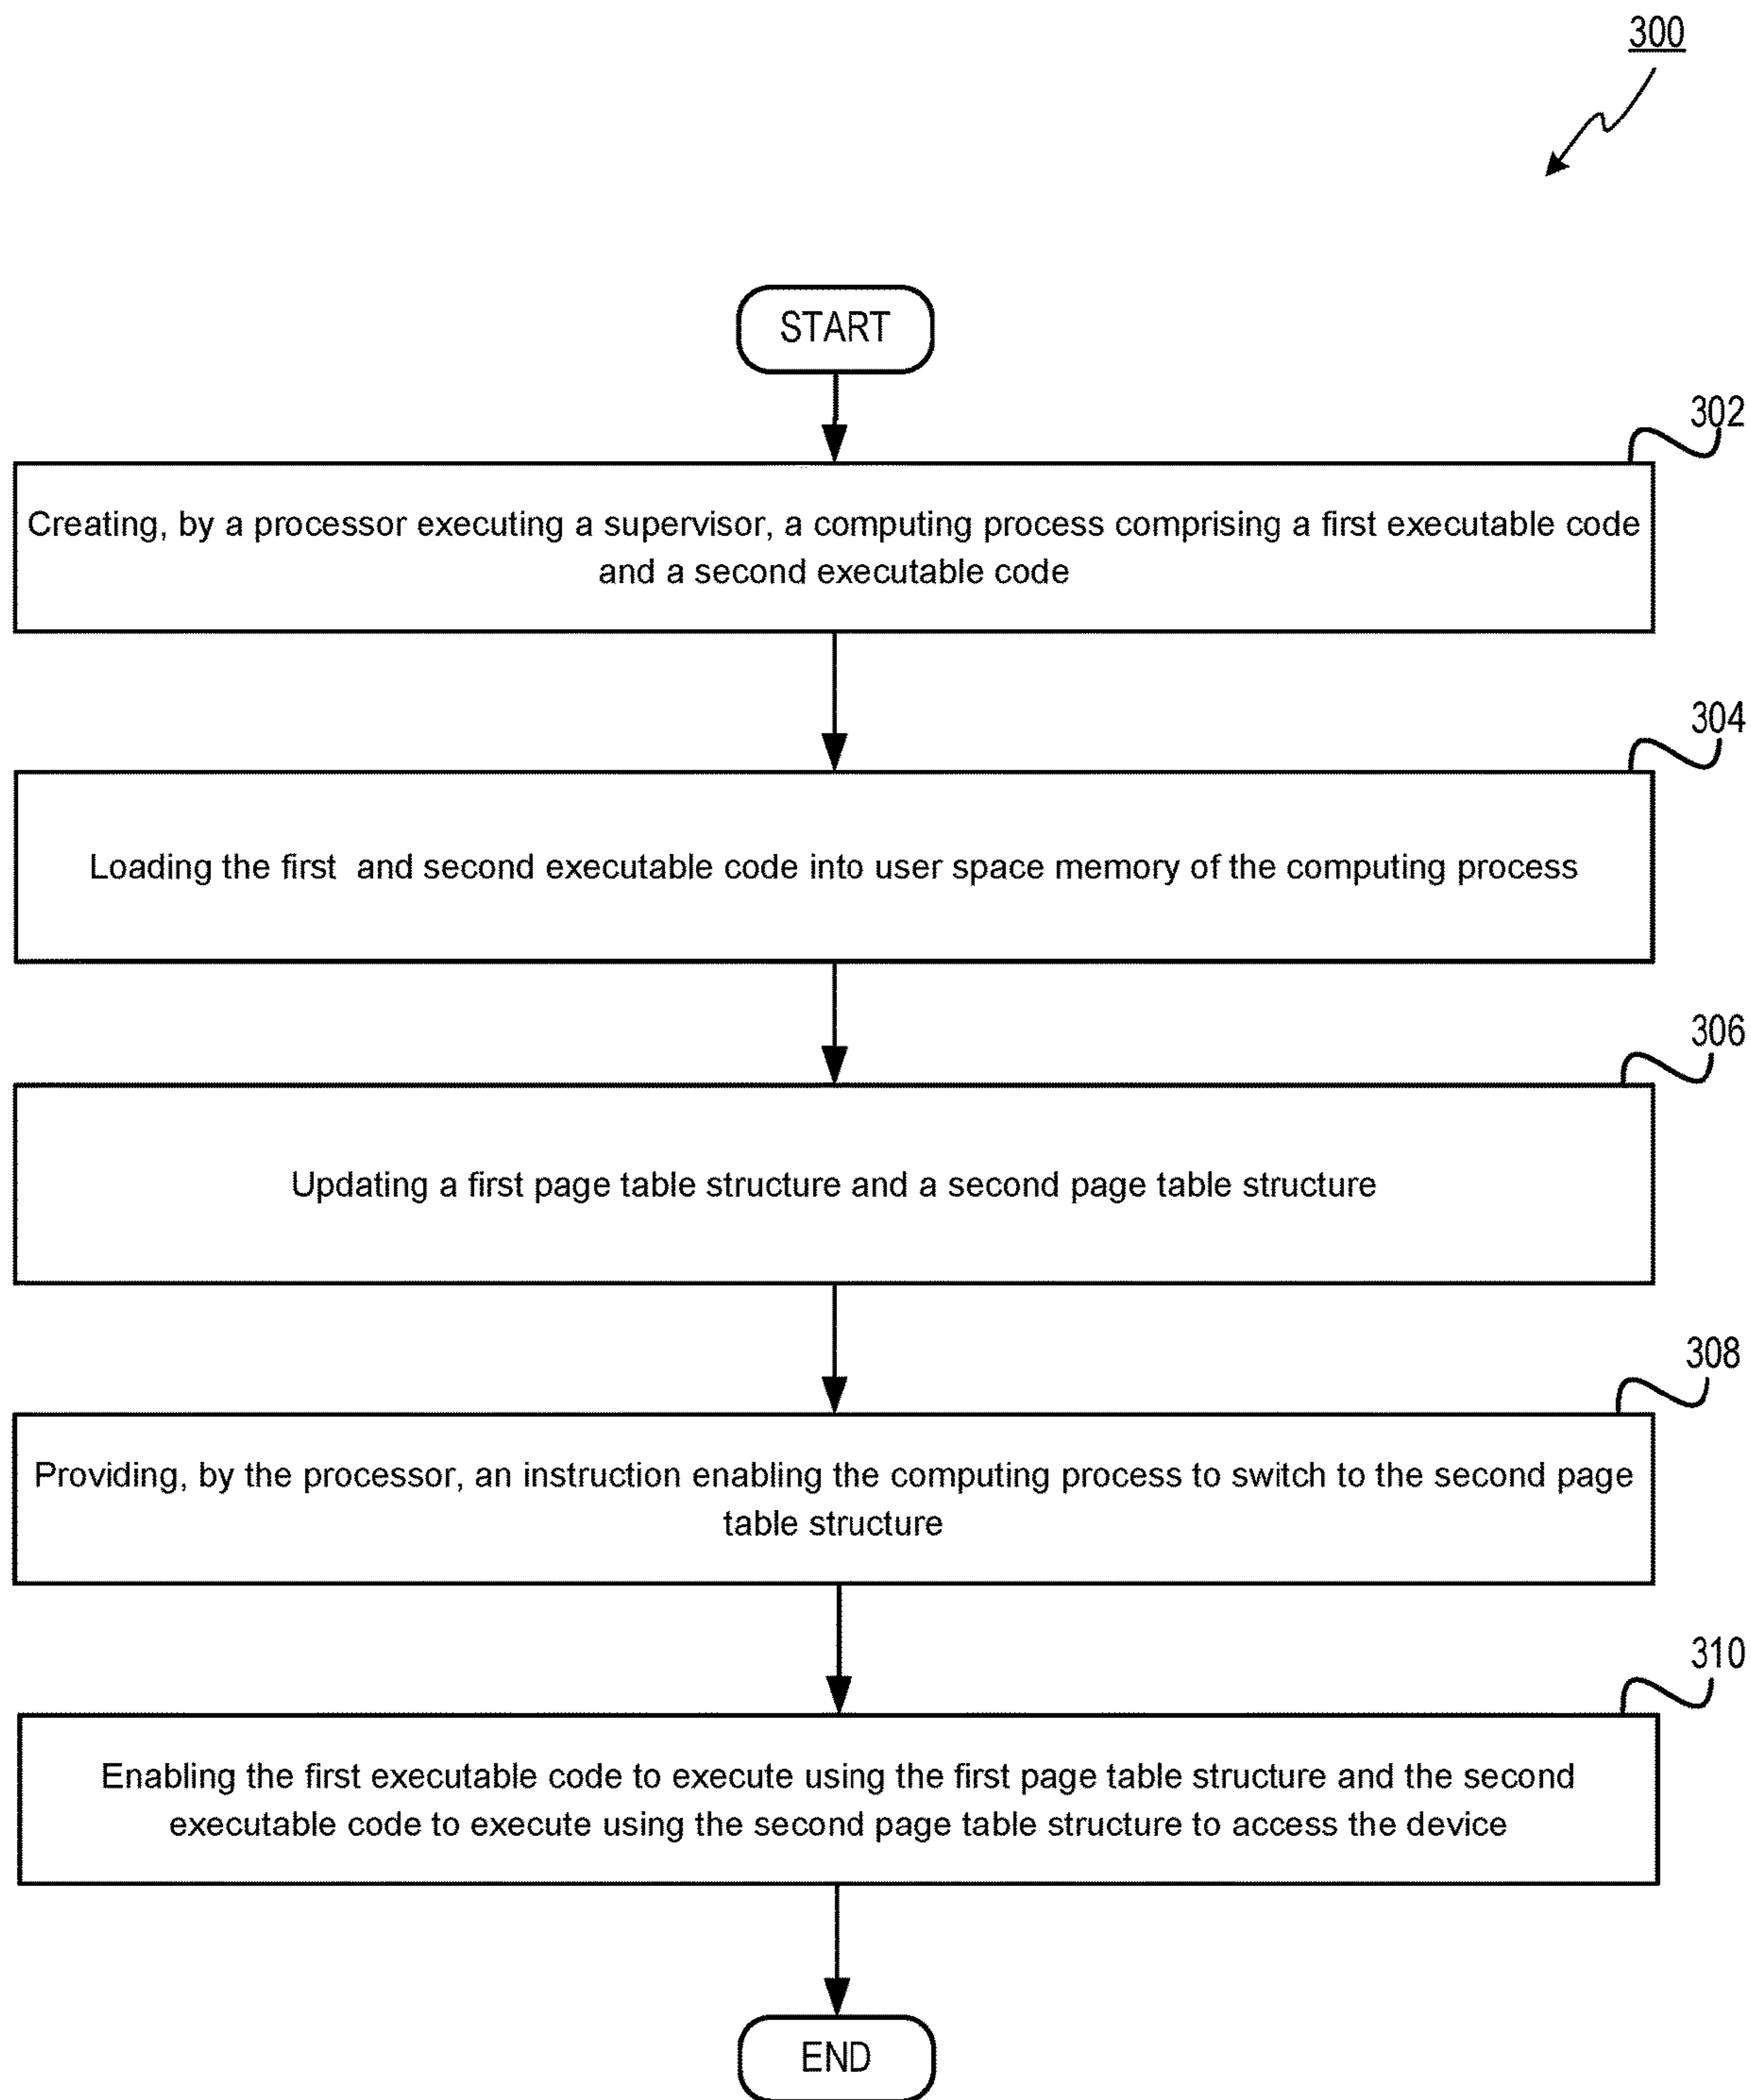 300
START
302
Creating, by a processor executing a supervisor, a computing process comprising a first executable code
and a second executable code
304
Loading the first  and second executable code into user space memory of the computing process
306
Updating a first page table structure and a second page table structure
308
Providing, by the processor, an instruction enabling the computing process to switch to the second page
table structure
310
Enabling the first executable code to execute using the first page table structure and the second
executable code to execute using the second page table structure to access the device
END